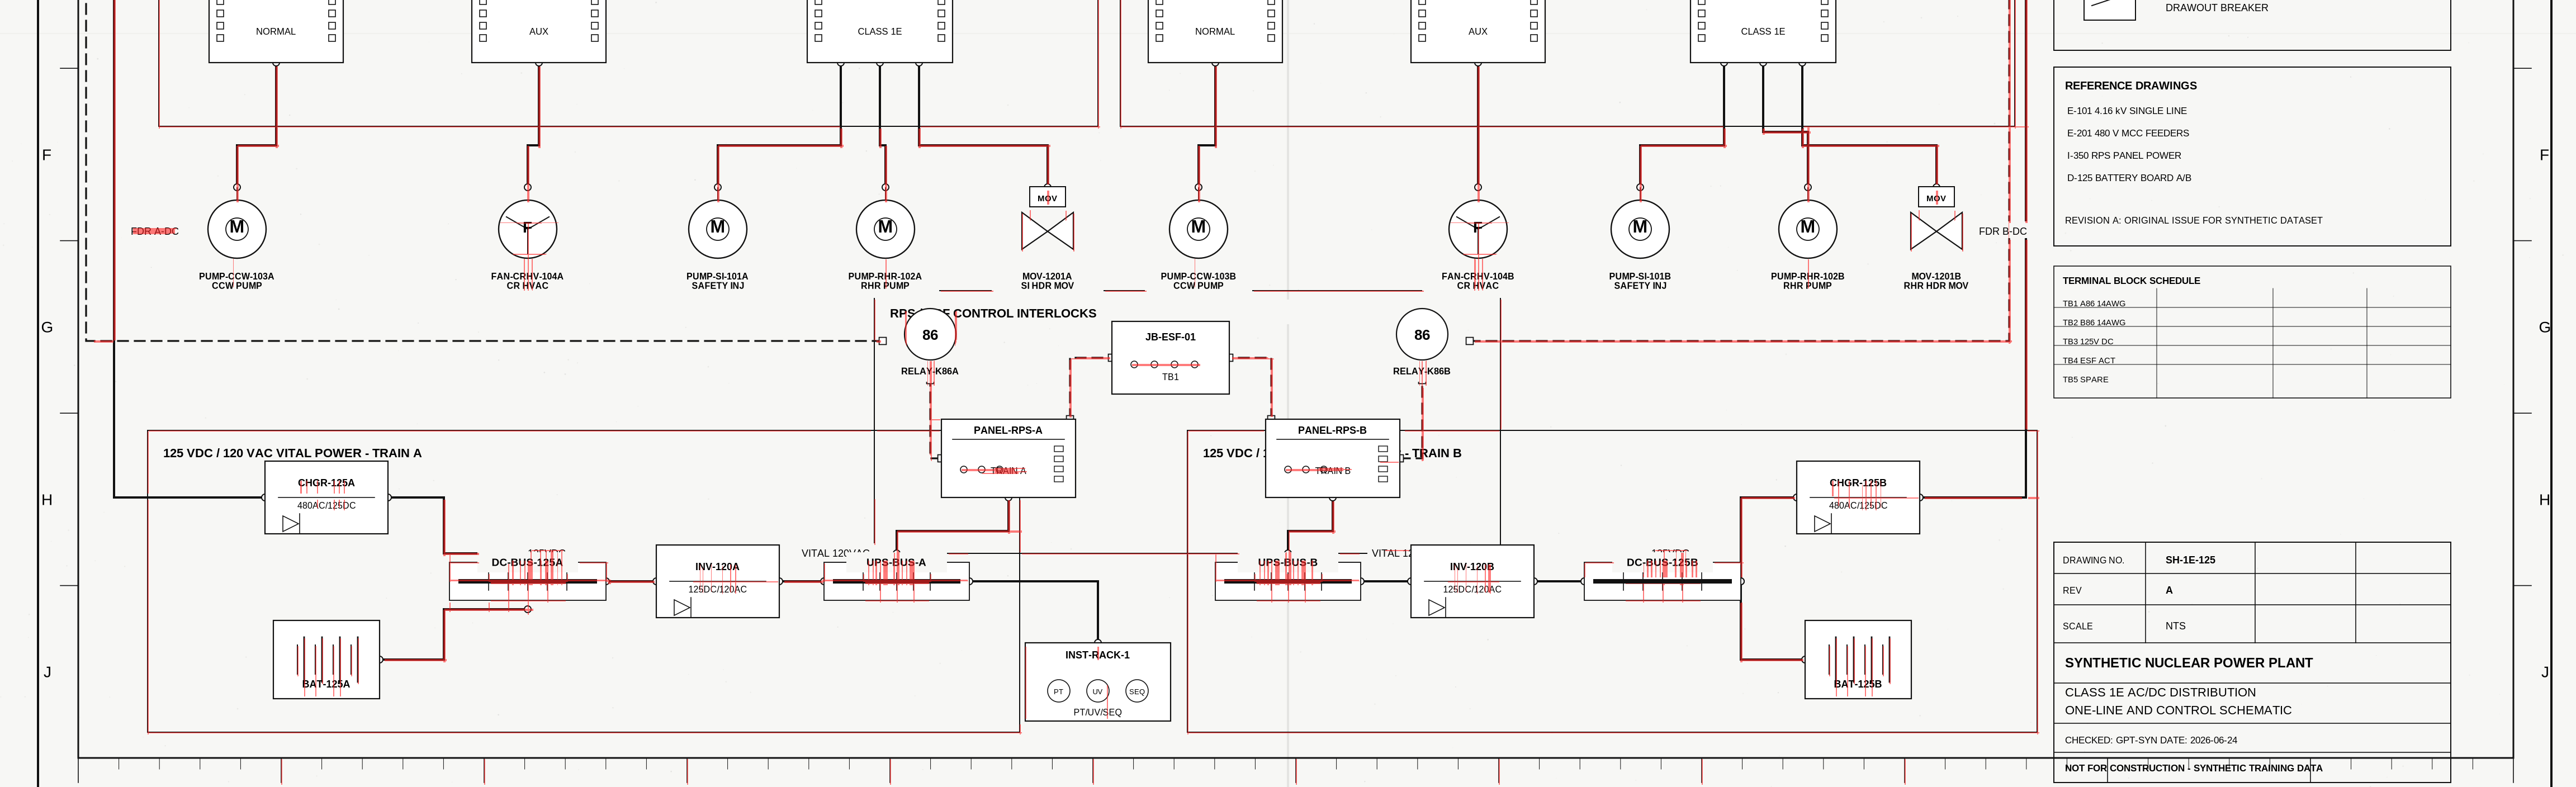 NORMAL
AUX
CLASS 1E
NORMAL
AUX
CLASS 1E
DRAWOUT BREAKER
REFERENCE DRAWINGS
E-101 4.16 kV SINGLE LINE
E-201 480 V MCC FEEDERS
I-350 RPS PANEL POWER
D-125 BATTERY BOARD A/B
REVISION A: ORIGINAL ISSUE FOR SYNTHETIC DATASET
F
F
MOV
MOV
M
F
M
M
M
F
M
M
FDR A-DC
FDR B-DC
PUMP-CCW-103A
CCW PUMP
FAN-CRHV-104A
CR HVAC
PUMP-SI-101A
SAFETY INJ
PUMP-RHR-102A
RHR PUMP
MOV-1201A
SI HDR MOV
PUMP-CCW-103B
CCW PUMP
FAN-CRHV-104B
CR HVAC
PUMP-SI-101B
SAFETY INJ
PUMP-RHR-102B
RHR PUMP
MOV-1201B
RHR HDR MOV
TERMINAL BLOCK SCHEDULE
TB1 A86 14AWG
TB2 B86 14AWG
TB3 125V DC
TB4 ESF ACT
TB5 SPARE
G
G
CONTROL INTERLOCKS
86
RELAY-K86A
JB-ESF-01
TB1
86
RELAY-K86B
PANEL-RPS-A
TRAIN A
PANEL-RPS-B
TRAIN B
125 VDC / 120 VAC VITAL POWER - TRAIN A
125 VDC / - TRAIN B
H
H
CHGR-125A
480AC/125DC
CHGR-125B
480AC/125DC
125VDC
DC-BUS-125A
INV-120A
125DC/120AC
VITAL 120VAC
UPS-BUS-A
UPS-BUS-B
VITAL
INV-120B
125DC/120AC
125VDC
DC-BUS-125B
BAT-125A
INST-RACK-1
PT
UV
SEQ
PT/UV/SEQ
BAT-125B
J
J
DRAWING NO. SH-1E-125
REV A
SCALE NTS
SYNTHETIC NUCLEAR POWER PLANT
CLASS 1E AC/DC DISTRIBUTION
ONE-LINE AND CONTROL SCHEMATIC
CHECKED: GPT-SYN DATE: 2026-06-24
NOT FOR CONSTRUCTION - SYNTHETIC TRAINING DATA